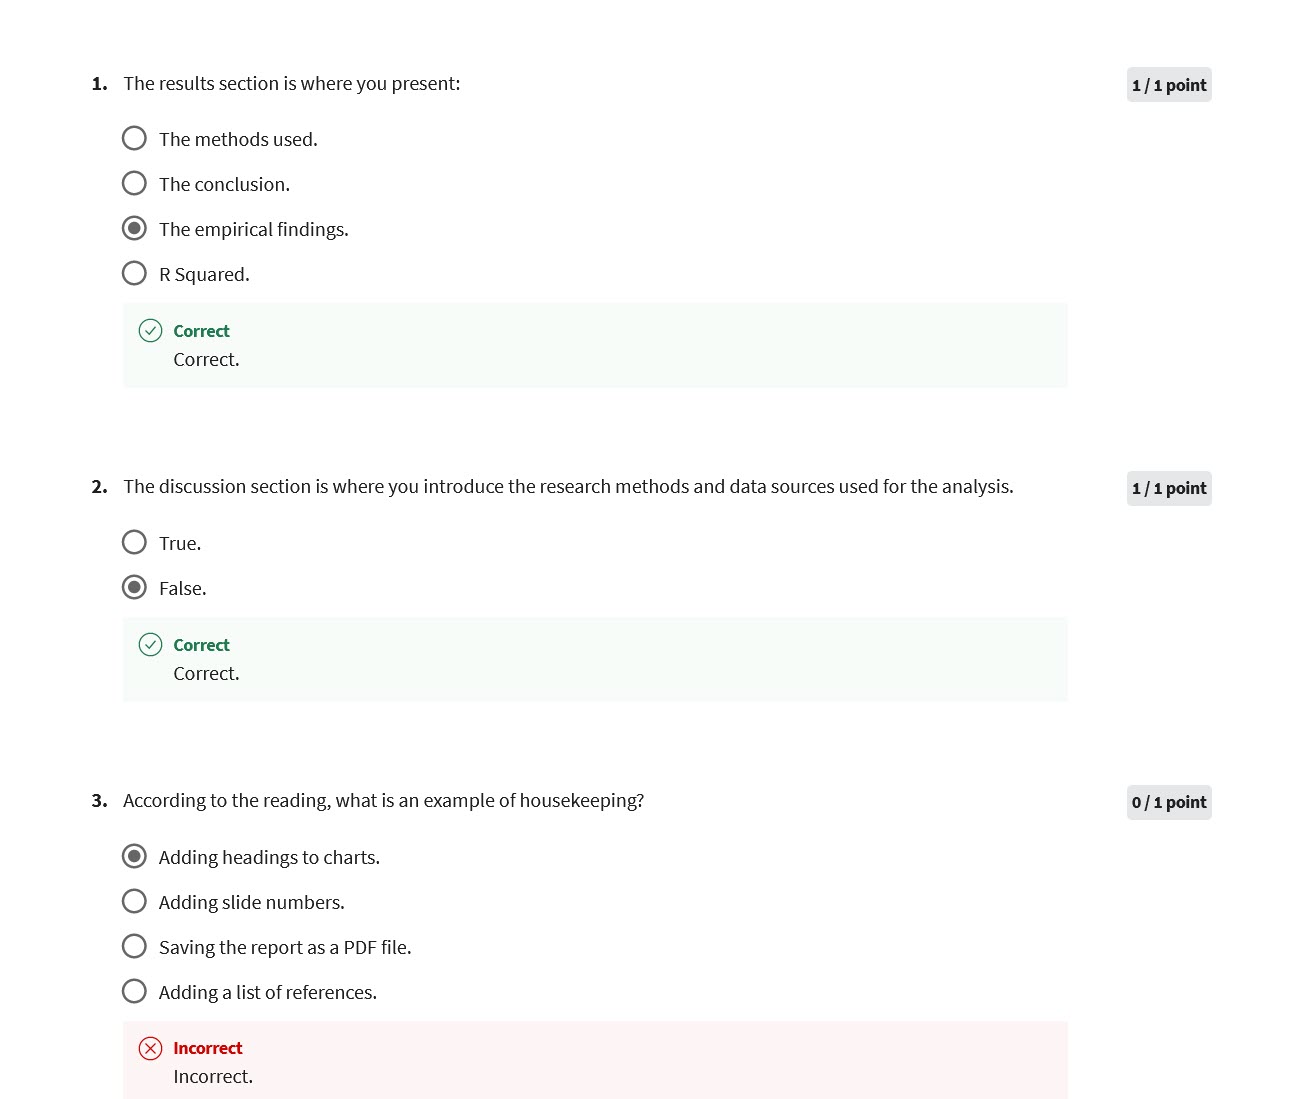 1. The results section is where you present:
1 / 1 point
The methods used.
The conclusion.
The empirical findings.
R Squared.
Correct
Correct.
2. The discussion section is where you introduce the research methods and data sources used for the analysis.
1 / 1 point
True.
False.
Correct
Correct.
3. According to the reading, what is an example of housekeeping?
0 / 1 point
Adding headings to charts.
Adding slide numbers.
Saving the report as a PDF file.
Adding a list of references.
Incorrect
Incorrect.